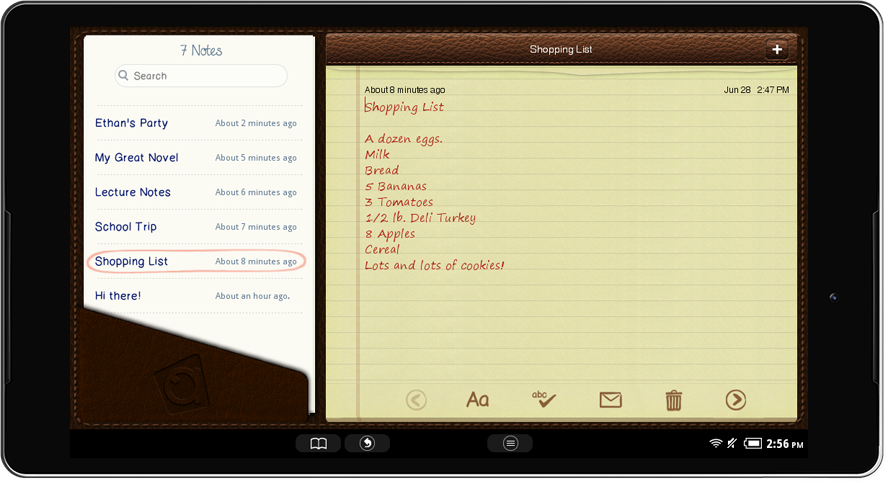 7 Notes
Search
Ethan's Party About 2 minutes ago
My Great Novel About 5 minutes ago
Lecture Notes About 6 minutes ago
School Trip About 7 minutes ago
Shopping List About 8 minutes ago
Hi there! About an hour ago.
Shopping List +
About 8 minutes ago Jun 28 2:47 PM
Shopping List
A dozen eggs.
Milk
Bread
5 Bananas
3 Tomatoes
1/2 lb. Deli Turkey
8 Apples
Cereal
Lots and lots of cookies!
Aa abc
2:56 PM